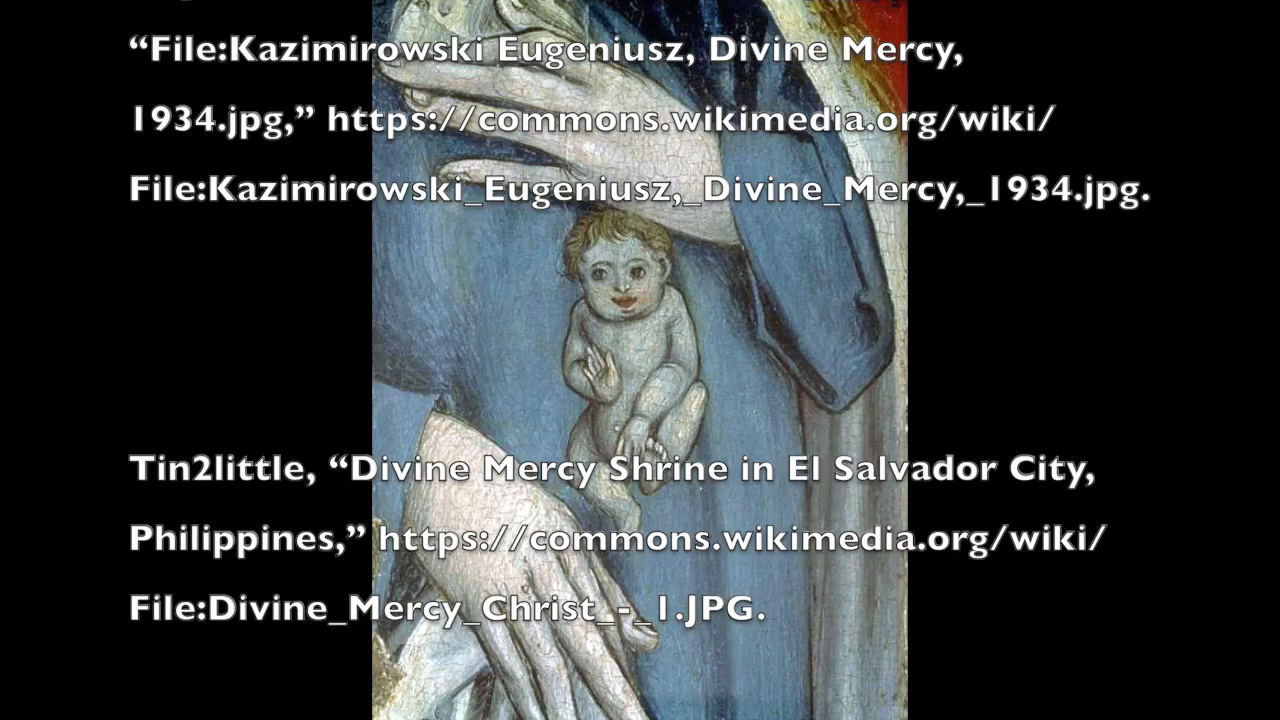 “File:Kazimirowski Eugeniusz, Divine Mercy,
1934.jpg,” https://commons.wikimedia.org/wiki/
File:Kazimirowski_Eugeniusz,_Divine_Mercy,_1934.jpg.
Tin2little, “Divine Mercy Shrine in El Salvador City,
Philippines,” https://commons.wikimedia.org/wiki/
File:Divine_Mercy_Christ_-_1.JPG.